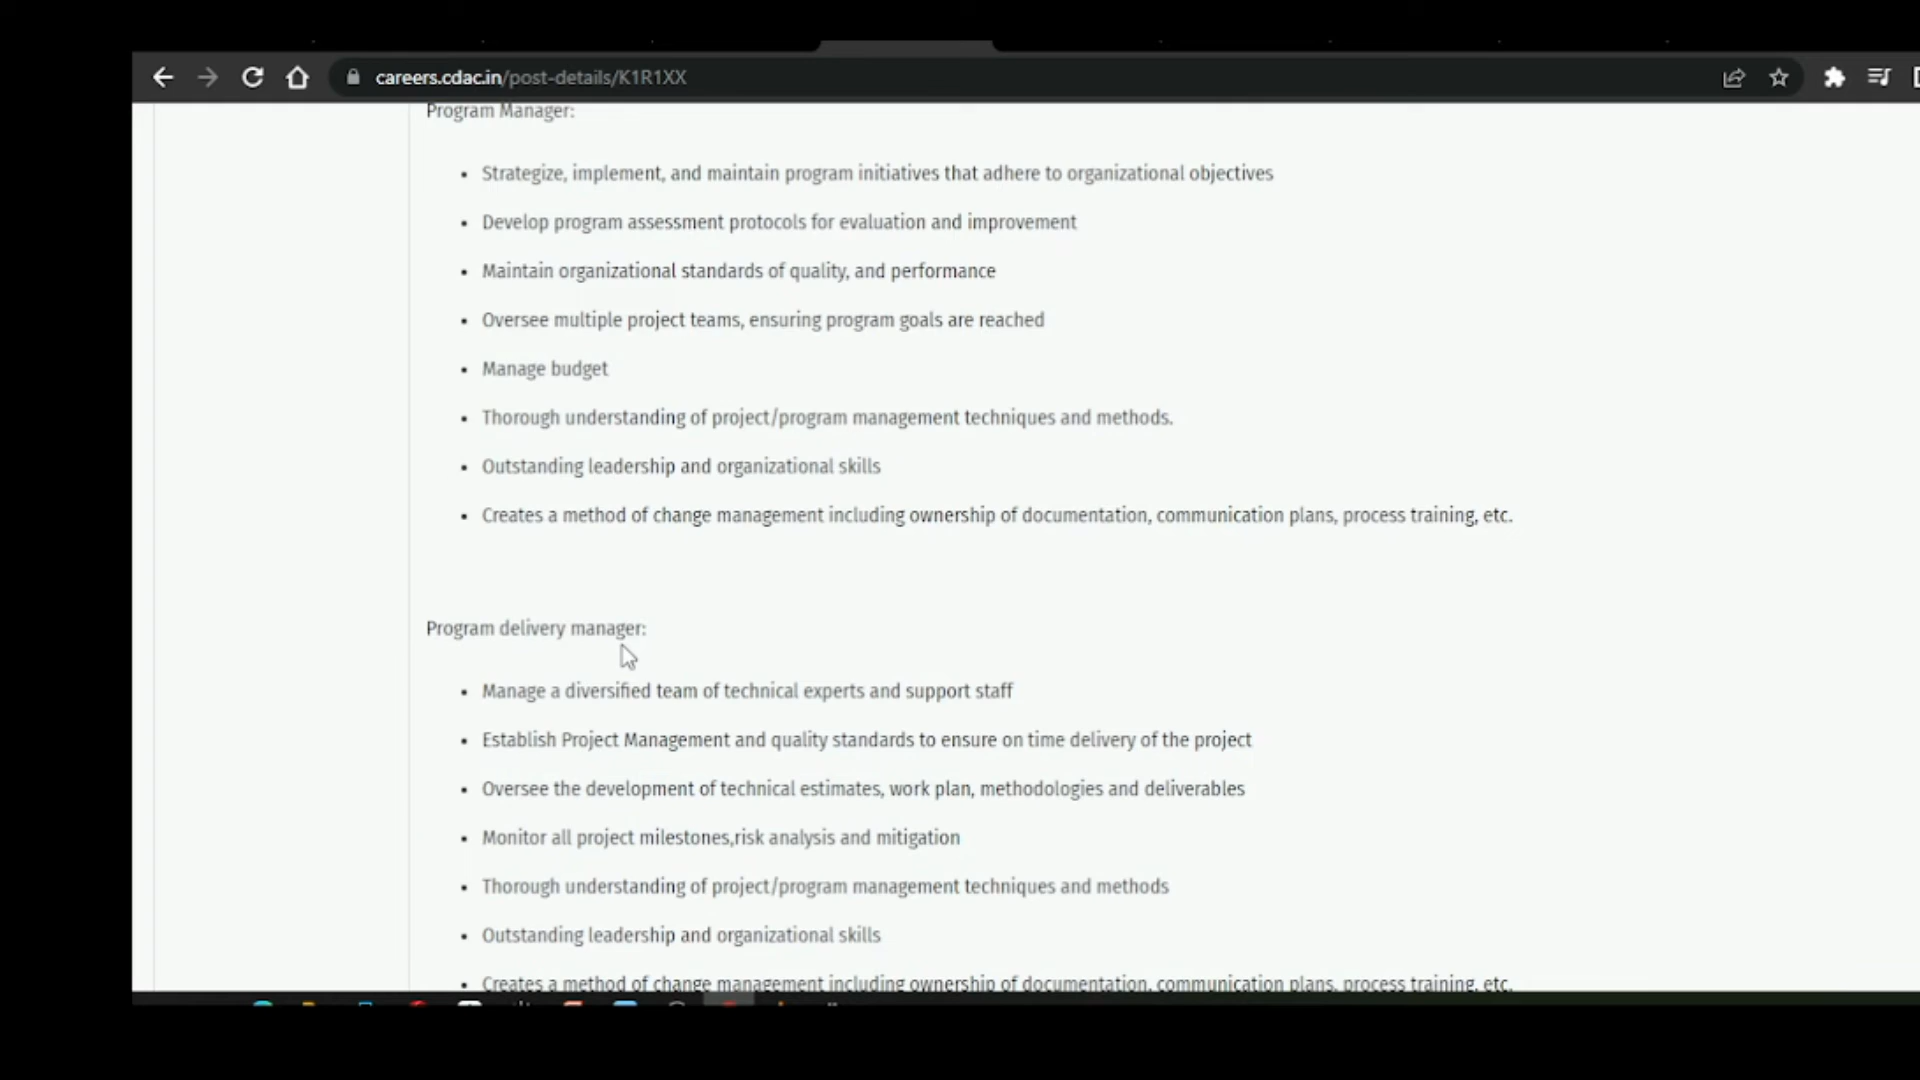 careers.cdac.in/post-details/K1R1XX
Program Manager:
• Strategize, implement, and maintain program initiatives that adhere to organizational objectives
• Develop program assessment protocols for evaluation and improvement
• Maintain organizational standards of quality, and performance
• Oversee multiple project teams, ensuring program goals are reached
• Manage budget
• Thorough understanding of project/program management techniques and methods.
• Outstanding leadership and organizational skills
• Creates a method of change management including ownership of documentation, communication plans, process training, etc.
Program delivery manager:
• Manage a diversified team of technical experts and support staff
• Establish Project Management and quality standards to ensure on time delivery of the project
• Oversee the development of technical estimates, work plan, methodologies and deliverables
• Monitor all project milestones,risk analysis and mitigation
• Thorough understanding of project/program management techniques and methods
• Outstanding leadership and organizational skills
• Creates a method of change management including ownership of documentation, communication plans, process training, etc.